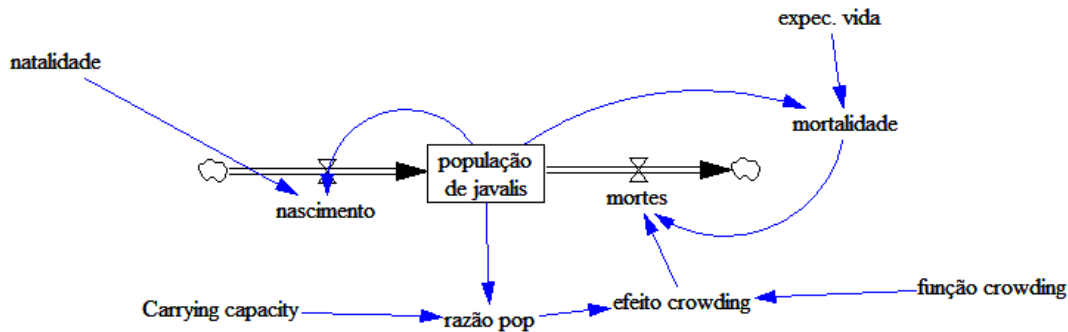 expec. vida
natalidade
mortalidade
população
de javalis
nascimento
mortes
Carrying capacity
razão pop
efeito crowding
função crowding